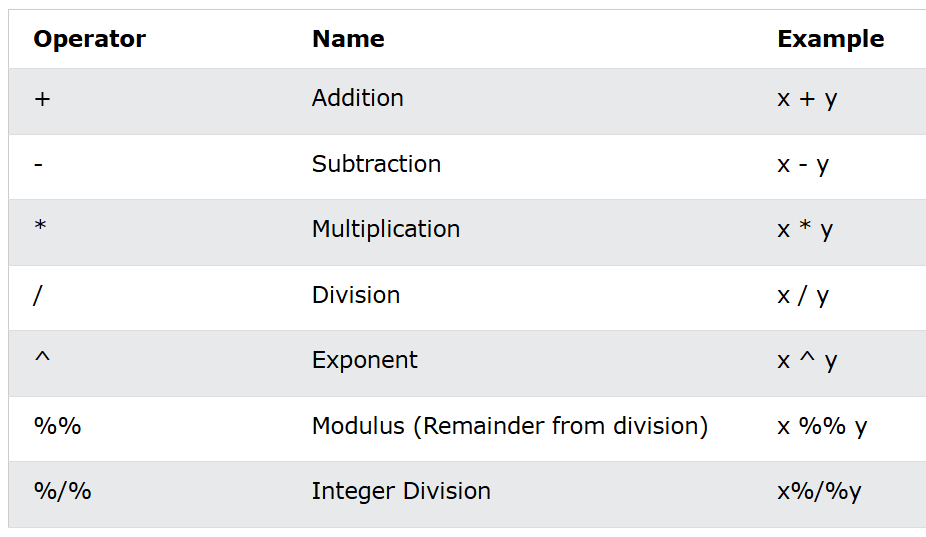 Operator Name Example
+ Addition x + y
- Subtraction x - y
* Multiplication x * y
/ Division x / y
^ Exponent x ^ y
%% Modulus (Remainder from division) x %% y
%/% Integer Division x%/%y